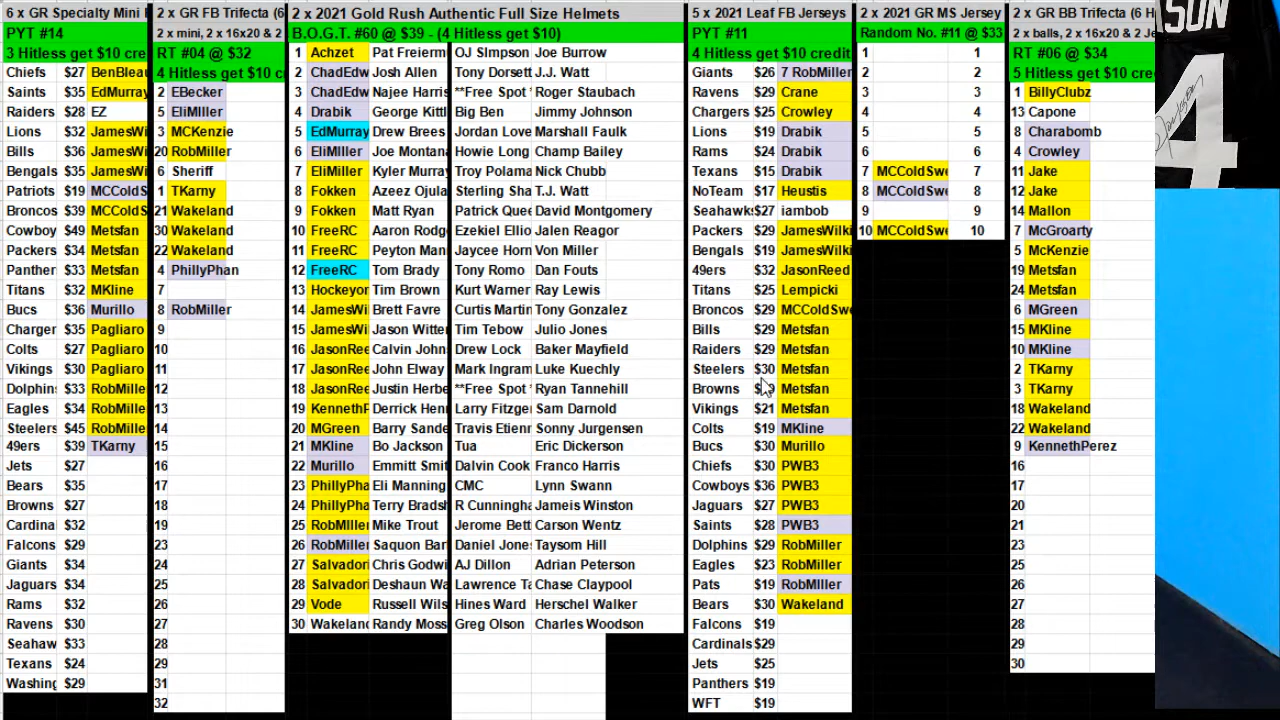 6 x GR Specialty Mini
PYT #14
3 Hitless get $10 cre
Chiefs $27 BenBleau
Saints $35 EdMurray
Raiders $28 EZ
Lions $32 JamesWi
Bills $36 JamesWi
Bengals $35 JamesWi
Patriots $19 MCColdS
Broncos $39 MCColdS
Cowboy $49 Metsfan
Packers $34 Metsfan
Panther $33 Metsfan
Titans $32 MKline
Bucs $36 Murillo
Charger $35 Pagliaro
Colts $27 Pagliaro
Vikings $30 Pagliaro
Dolphin $33 RobMille
Eagles $34 RobMille
Steelers $45 RobMille
49ers $39 TKarny
Jets $27
Bears $35
Browns $27
Cardina $32
Falcons $29
Giants $34
Jaguars $34
Rams $32
Ravens $30
Seahaw $33
Texans $24
Washing $29
2 x GR FB Trifecta (6
2 x mini, 2 x 16x20 & 2
RT #04 @ $32
4 Hitless get $10 c
2 EBecker
5 EliMIller
3 MCKenzie
20 RobMiller
6 Sheriff
1 TKarny
21 Wakeland
30 Wakeland
22 Wakeland
4 PhillyPhan
7
8 RobMiller
9
10
11
12
13
14
15
16
17
18
19
23
24
25
26
27
28
29
31
32
2 x 2021 Gold Rush Authentic Full Size Helmets
B.O.G.T. #60 @ $39 - (4 Hitless get $10)
1 Achzet Pat Freierm OJ SImpson Joe Burrow
2 ChadEdw Josh Allen Tony Dorsett J.J. Watt
3 ChadEdw Najee Harris **Free Spot * Roger Staubach
4 Drabik George Kittl Big Ben Jimmy Johnson
5 EdMurray Drew Brees Jordan Love Marshall Faulk
6 EliMIller Joe Montana Howie Long Champ Bailey
7 EliMiller Kyler Murray Troy Polama Nick Chubb
8 Fokken Azeez Ojula Sterling Sha T.J. Watt
9 Fokken Matt Ryan Patrick Quee David Montgomery
10 FreeRC Aaron Rodg Ezekiel Ellio Jalen Reagor
11 FreeRC Peyton Man Jaycee Horn Von Miller
12 FreeRC Tom Brady Tony Romo Dan Fouts
13 Hockeyor Tim Brown Kurt Warner Ray Lewis
14 JamesWi Brett Favre Curtis Martin Tony Gonzalez
15 JamesWi Jason Witter Tim Tebow Julio Jones
16 JasonRee Calvin John Drew Lock Baker Mayfield
17 JasonRee John Elway Mark Ingram Luke Kuechly
18 JasonRee Justin Herbe **Free Spot * Ryan Tannehill
19 KennethP Derrick Henr Larry Fitzger Sam Darnold
20 MGreen Barry Sande Travis Etienn Sonny Jurgensen
21 MKline Bo Jackson Tua Eric Dickerson
22 Murillo Emmitt Smit Dalvin Cook Franco Harris
23 PhillyPha Eli Manning CMC Lynn Swann
24 PhillyPha Terry Bradsh R Cunningha Jameis Winston
25 RobMIller Mike Trout Jerome Bett Carson Wentz
26 RobMiller Saquon Bar Daniel Jone Taysom Hill
27 Salvador Chris Godwi AJ Dillon Adrian Peterson
28 Salvador Deshaun Wa Lawrence Ta Chase Claypool
29 Vode Russell Wils Hines Ward Herschel Walker
30 Wakeland Randy Moss Greg Olson Charles Woodson
5 x 2021 Leaf FB Jerseys
PYT #11
4 Hitless get $10 credit
Giants $26 7 RobMiller
Ravens $29 Crane
Chargers $25 Crowley
Lions $19 Drabik
Rams $24 Drabik
Texans $15 Drabik
NoTeam $17 Heustis
Seahawks $27 iambob
Packers $29 JamesWilki
Bengals $19 JamesWilki
49ers $32 JasonReed
Titans $25 Lempicki
Broncos $29 MCColdSwe
Bills $29 Metsfan
Raiders $29 Metsfan
Steelers $30 Metsfan
Browns Metsfan
Vikings $21 Metsfan
Colts $19 MKline
Bucs $30 Murillo
Chiefs $30 PWB3
Cowboys $36 PWB3
Jaguars $27 PWB3
Saints $28 PWB3
Dolphins $29 RobMiller
Eagles $23 RobMiller
Pats $19 RobMIller
Bears $30 Wakeland
Falcons $19
Cardinals $29
Jets $25
Panthers $19
WFT $19
2 x 2021 GR MS Jersey
Random No. #11 @ $33
1 1
2 2
3 3
4 4
5 5
6 6
7 MCColdSwe 7
8 MCColdSwe 8
9 9
10 MCColdSwe 10
2 x GR BB Trifecta (6 H
2 x balls, 2 x 16x20 & 2 Je
RT #06 @ $34
5 Hitless get $10 cre
1 BillyClubz
13 Capone
8 Charabomb
4 Crowley
11 Jake
12 Jake
14 Mallon
7 McGroarty
5 McKenzie
19 Metsfan
24 Metsfan
6 MGreen
15 MKline
10 MKline
2 TKarny
3 TKarny
18 Wakeland
22 Wakeland
9 KennethPerez
16
17
20
21
23
25
26
27
28
29
30
SON
4